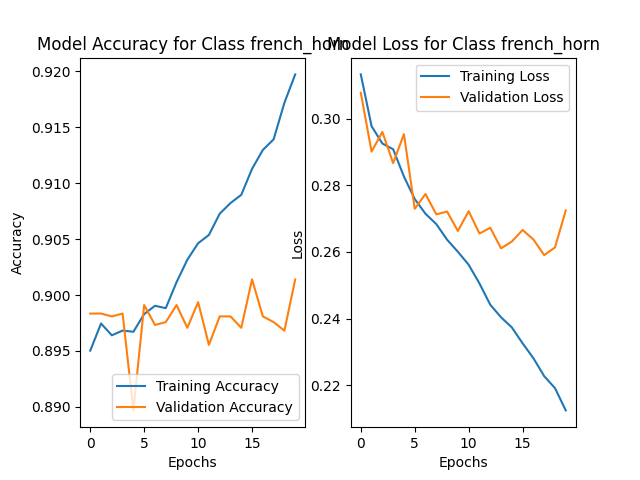 Model Accuracy for Class french_horn
Model Loss for Class french_horn
0.920
0.915
0.910
0.905
0.900
0.895
0.890
Accuracy
0
5
10
15
Epochs
Training Accuracy
Validation Accuracy
0.30
0.28
0.26
0.24
0.22
Loss
0
5
10
15
Epochs
Training Loss
Validation Loss